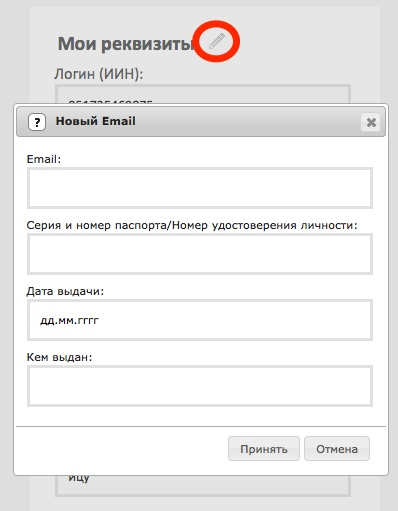 Мои реквизиты
Логин (ИИН):
? Новый Email
Email:
Серия и номер паспорта/Номер удостоверения личности:
Дата выдачи:
дд.мм.гггг
Кем выдан:
Принять Отмена
ицу